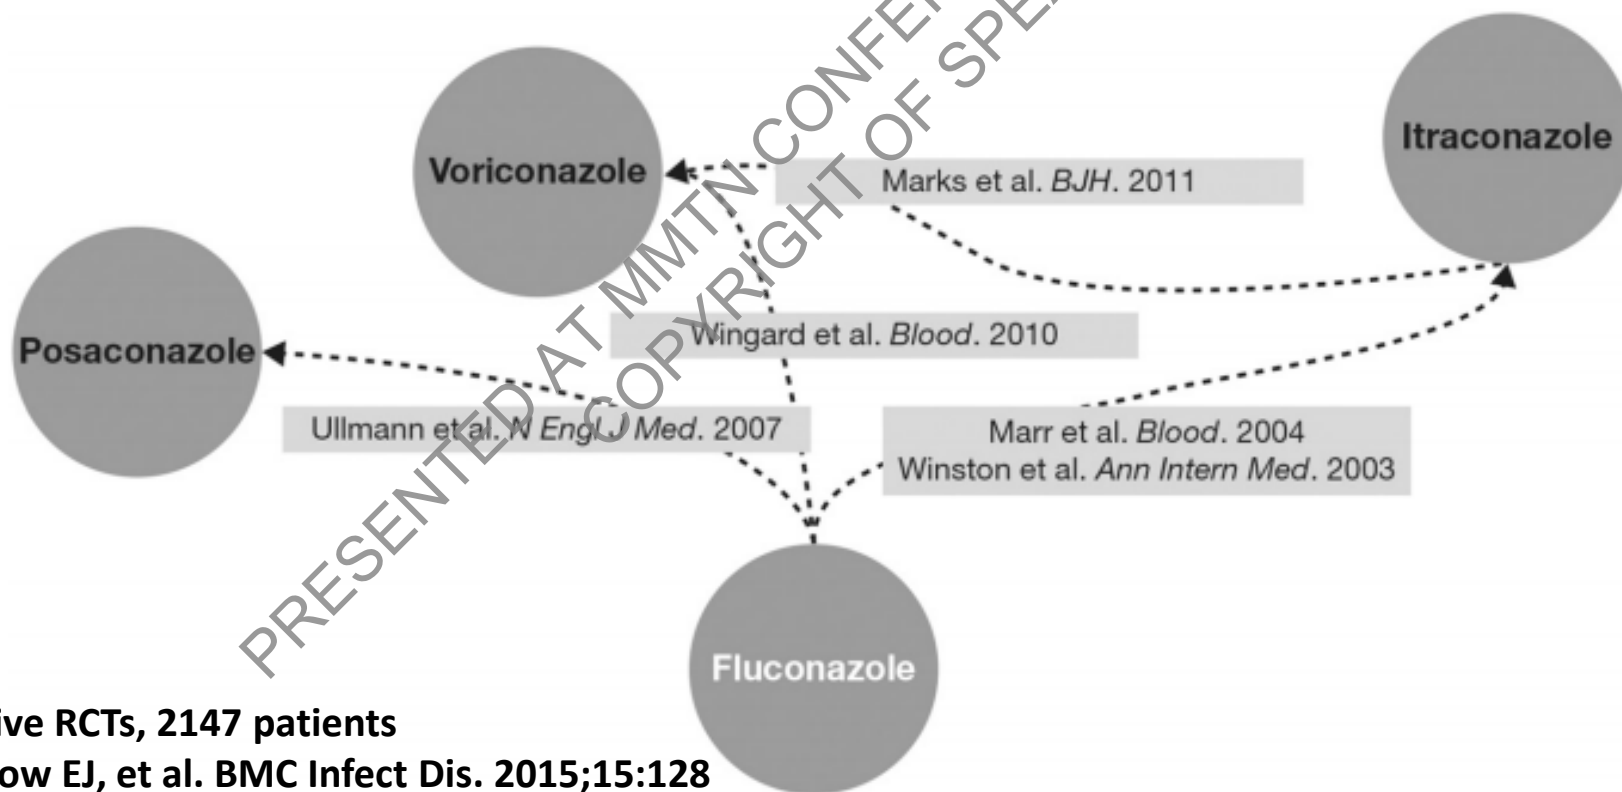 Voriconazole
Itraconazole
Marks et al. BJH. 2011
Posaconazole
Wingard et al. Blood. 2010
Ullmann et al. N Engl J Med. 2007
Marr et al. Blood. 2004
Winston et al. Ann Intern Med. 2003
Fluconazole
ive RCTs, 2147 patients
ow EJ, et al. BMC Infect Dis. 2015;15:128
PRESENTED AT MMTN
COPYRIGHT OF